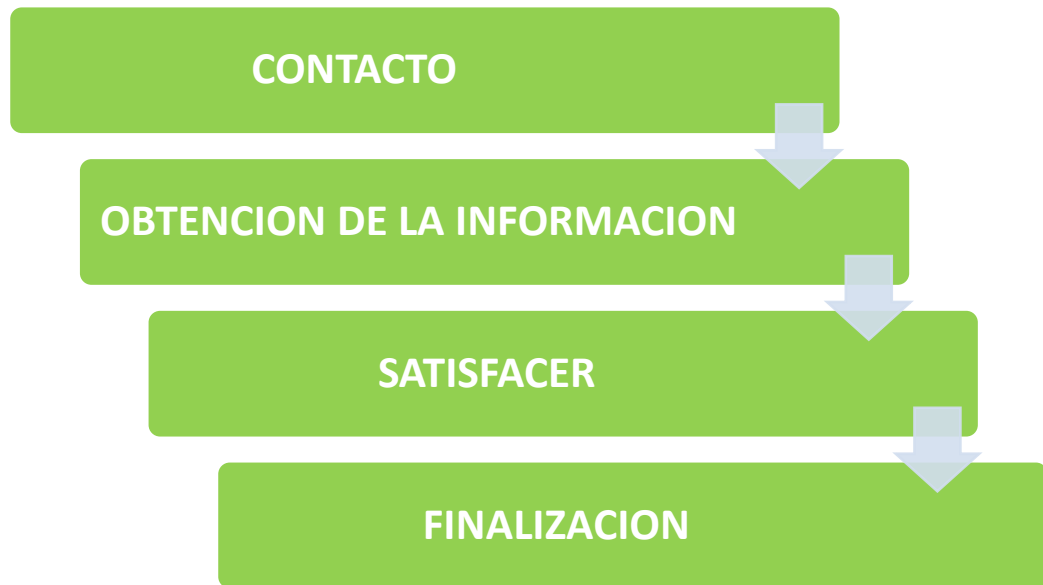 CONTACTO
OBTENCION DE LA INFORMACION
SATISFACER
FINALIZACION